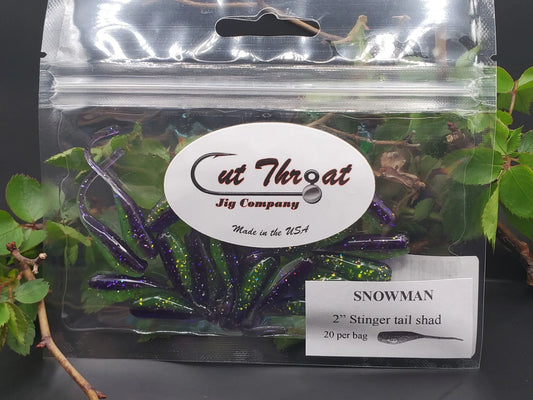 Cut Throat
Jig Company
Made in the USA
SNOWMAN
2” Stinger tail shad
20 per bag